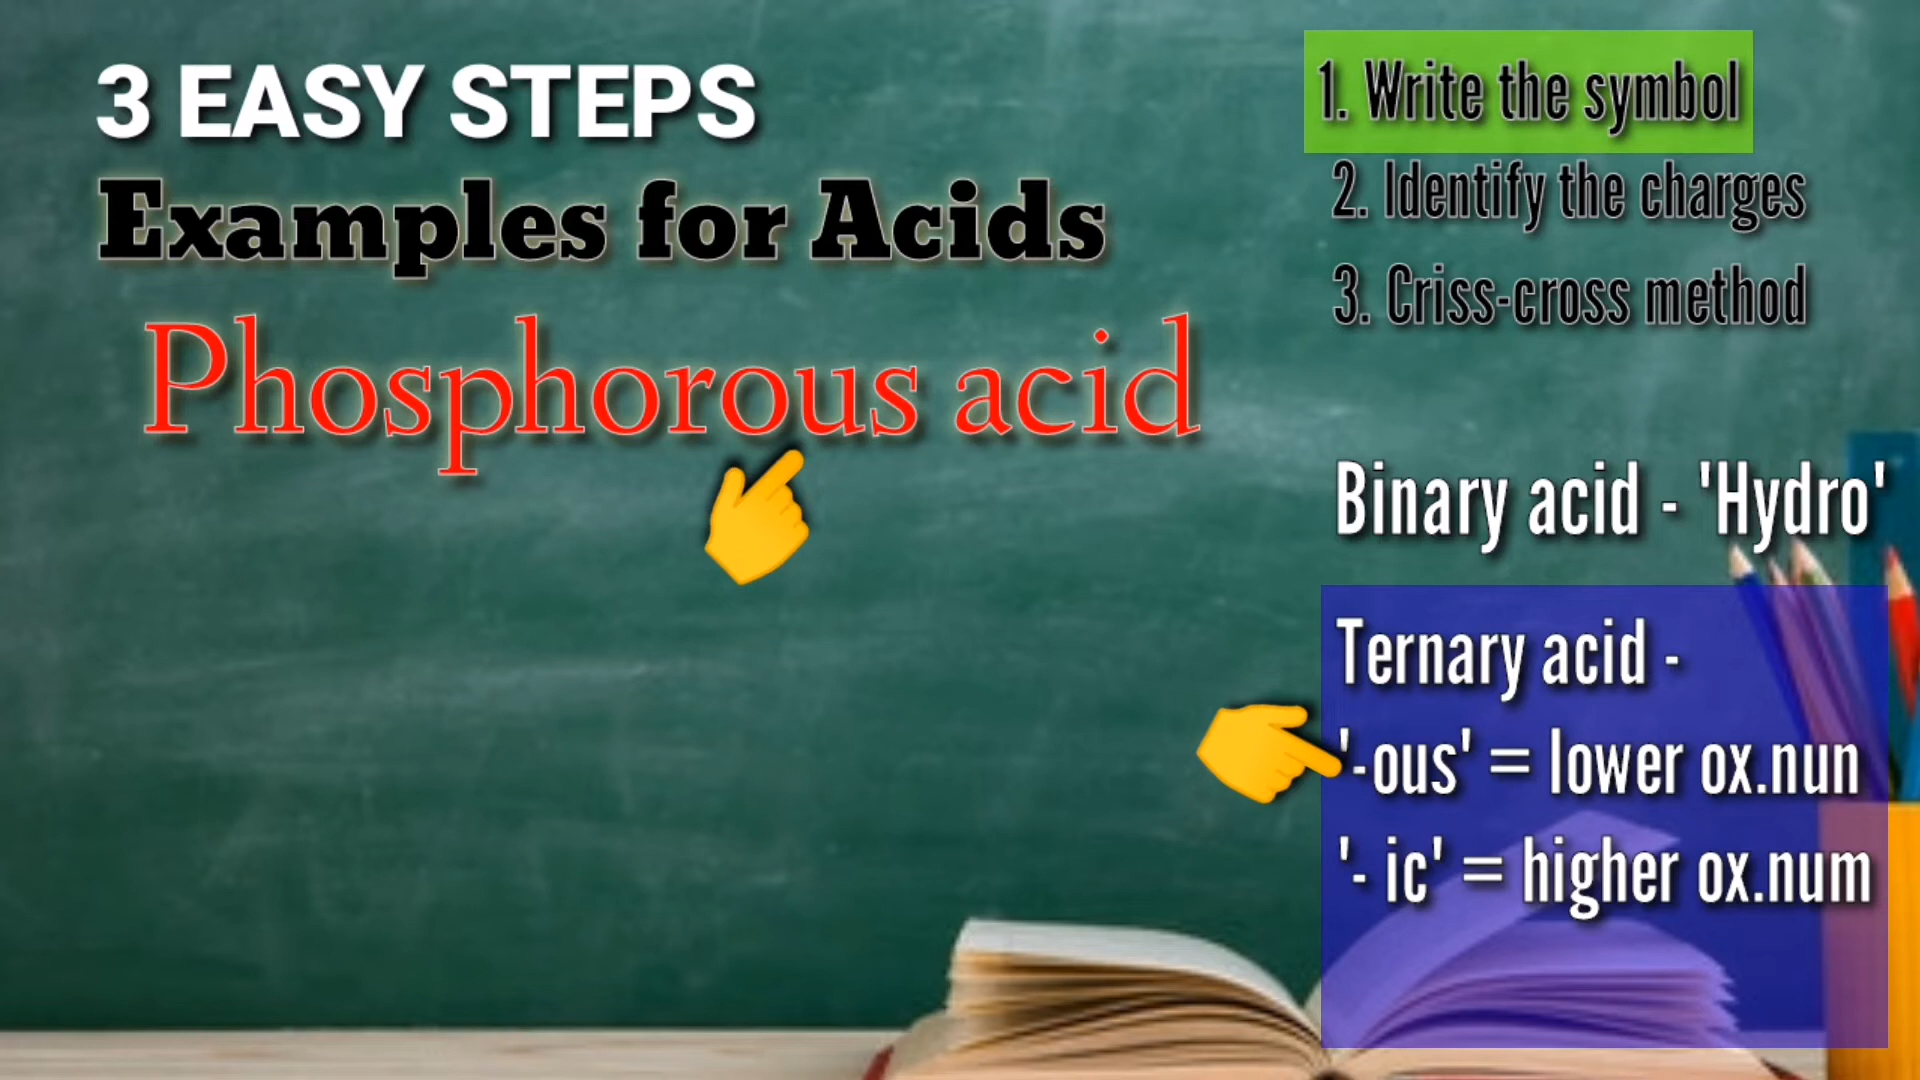 3 EASY STEPS
Examples for Acids
Phosphorous acid
1. Write the symbol
2. Identify the charges
3. Criss-cross method
Binary acid - 'Hydro'
Ternary acid -
'-ous' = lower ox.nun
'- ic' = higher ox.num